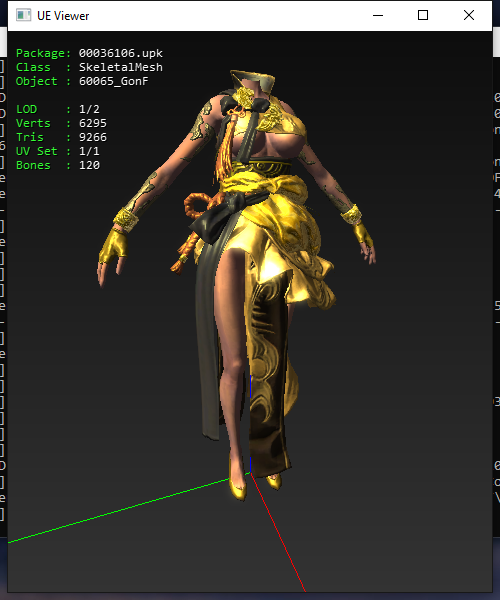 UE Viewer
Package: 00036106.upk
Class  : SkeletalMesh
Object : 60065_GonF
LOD    : 1/2
Verts  : 6295
Tris   : 9266
UV Set : 1/1
Bones  : 120